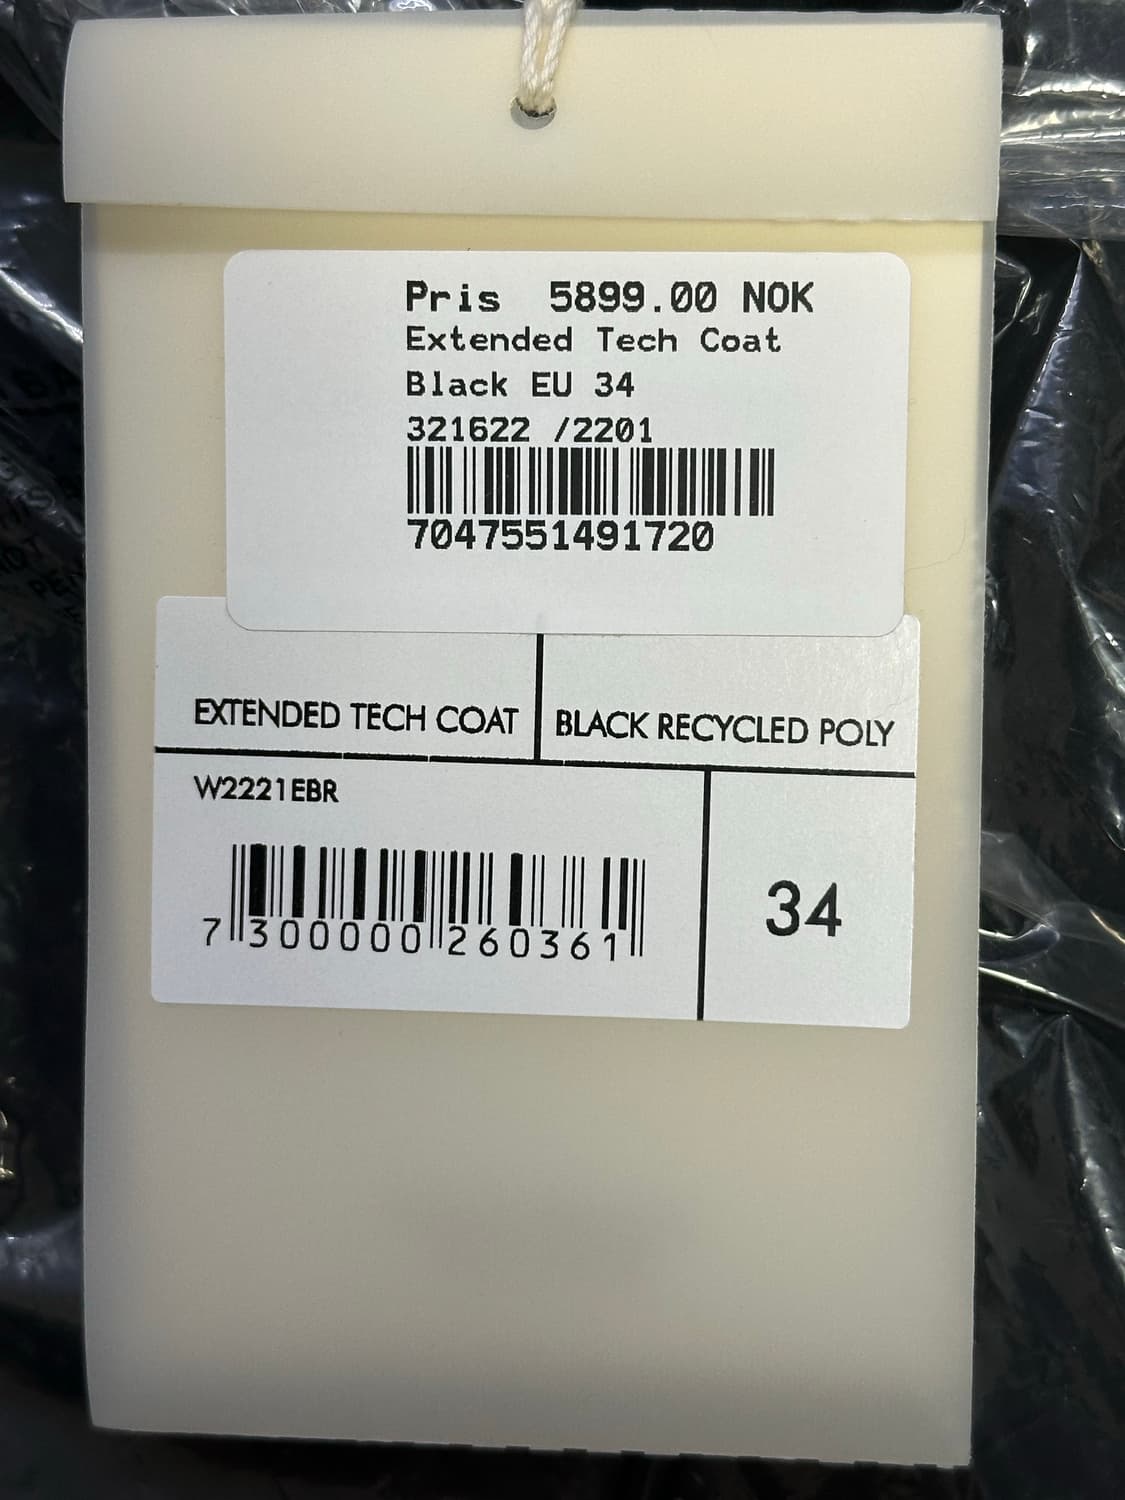 Pris 5899.00 NOK
Extended Tech Coat
Black EU 34
321622 /2201
7047551491720
EXTENDED TECH COAT
BLACK RECYCLED POLY
W2221EBR
34
7 300000 260361